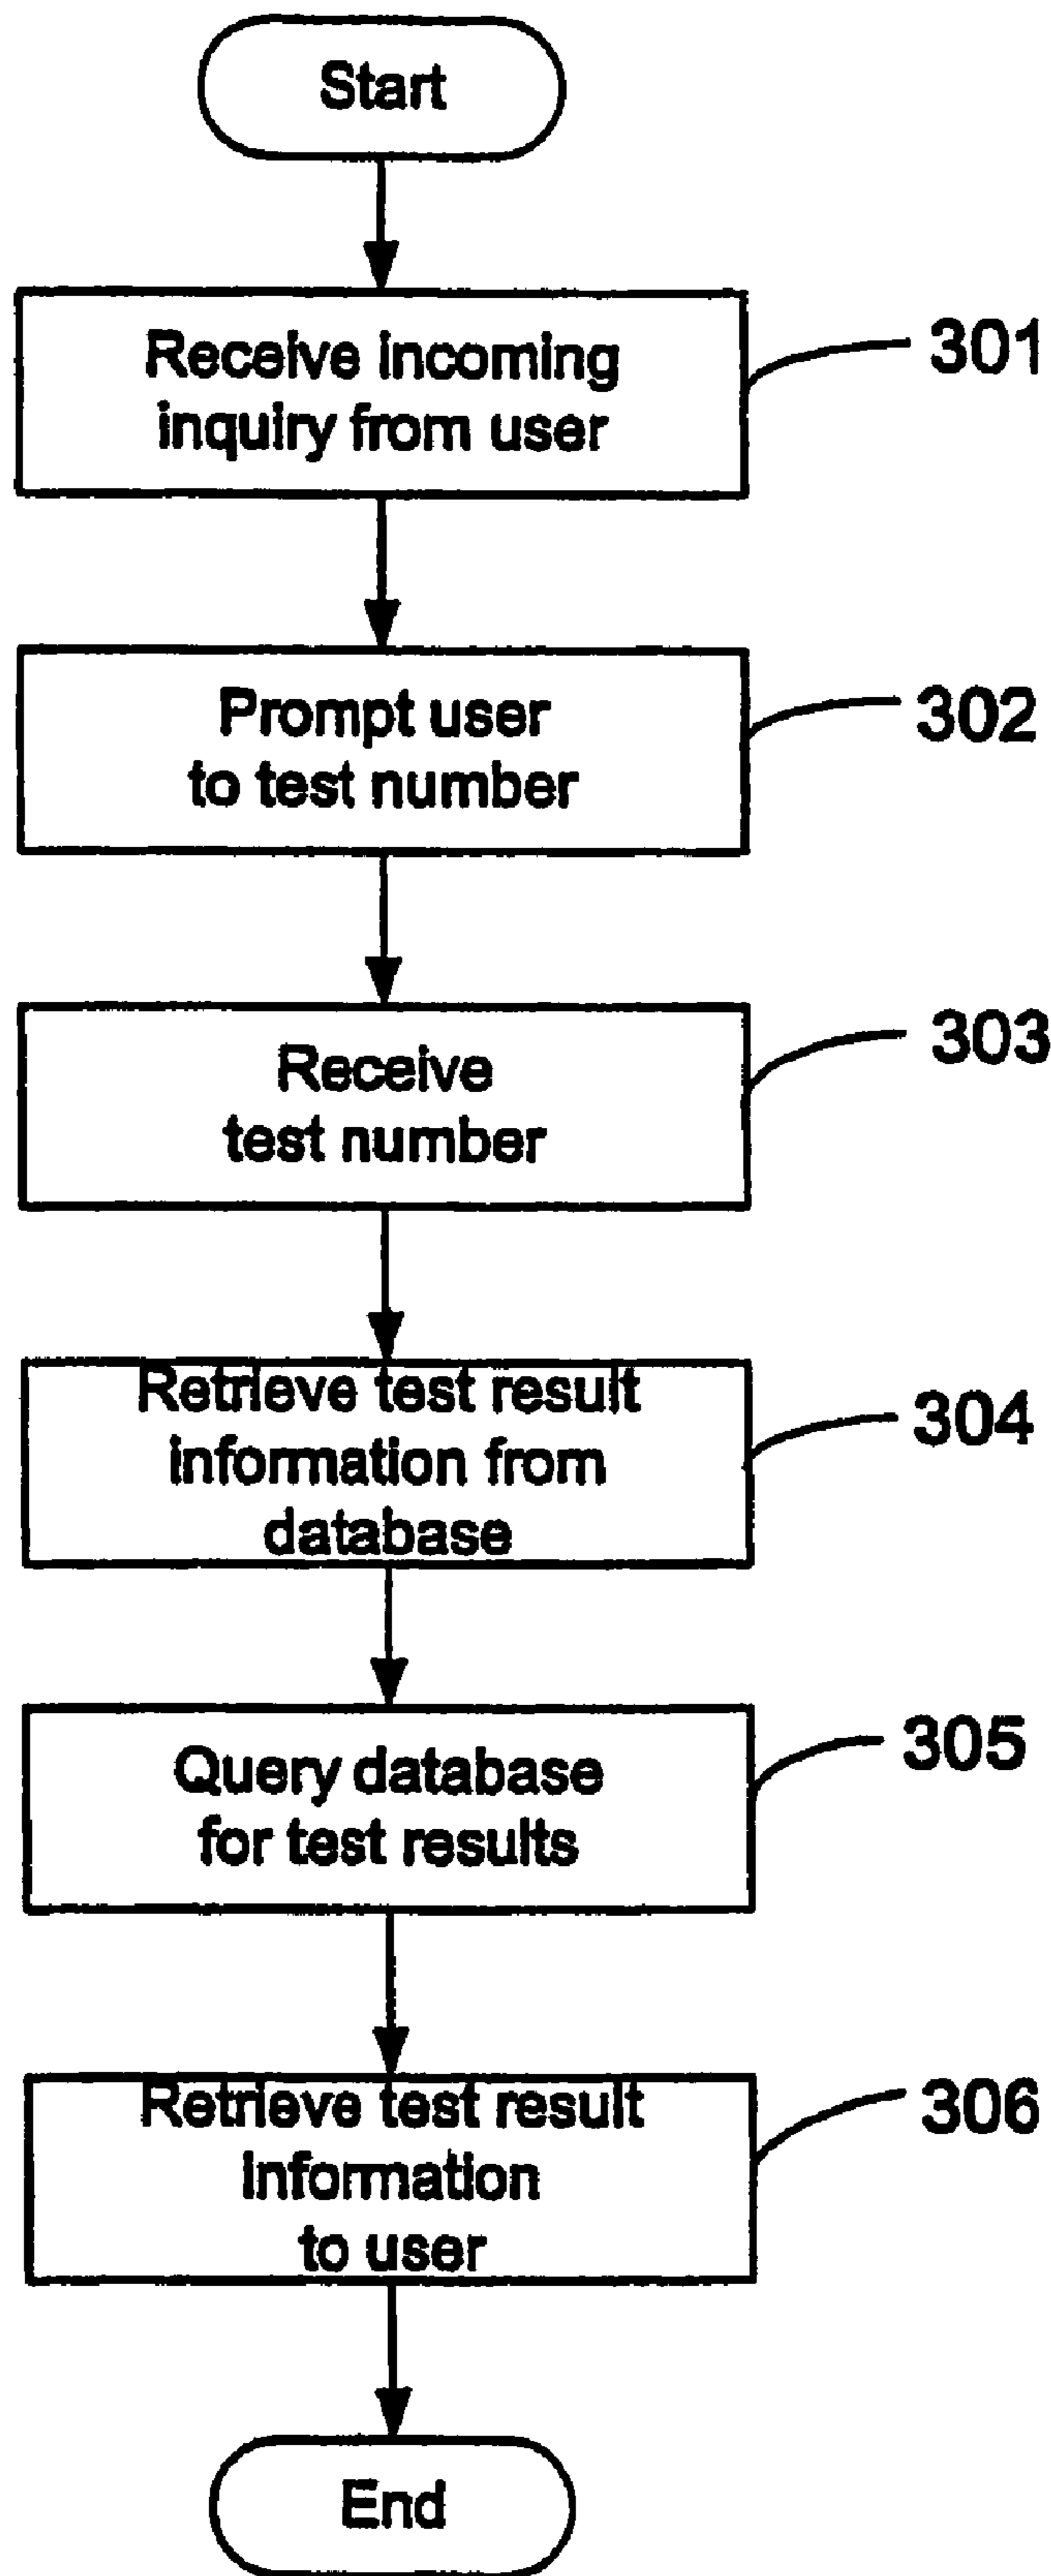 Start
Receive incoming
inquiry from user
301
Prompt user
to test number
302
Receive
test number
303
Retrieve test result
information from
database
304
Query database
for test results
305
Retrieve test result
information
to user
306
End